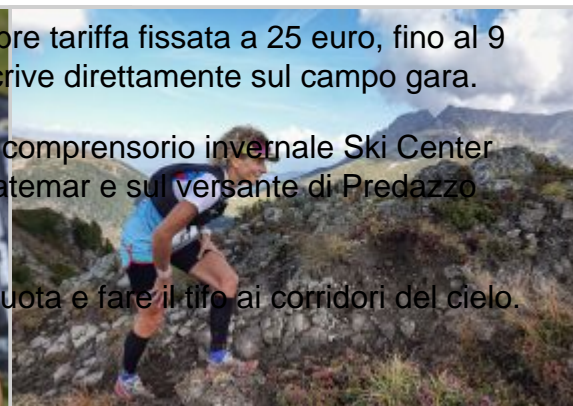 ore tariffa fissata a 25 euro, fino al 9
crive direttamente sul campo gara.
comprensorio invernale Ski Center
atemar e sul versante di Predazzo
uota e fare il tifo ai corridori del cielo.